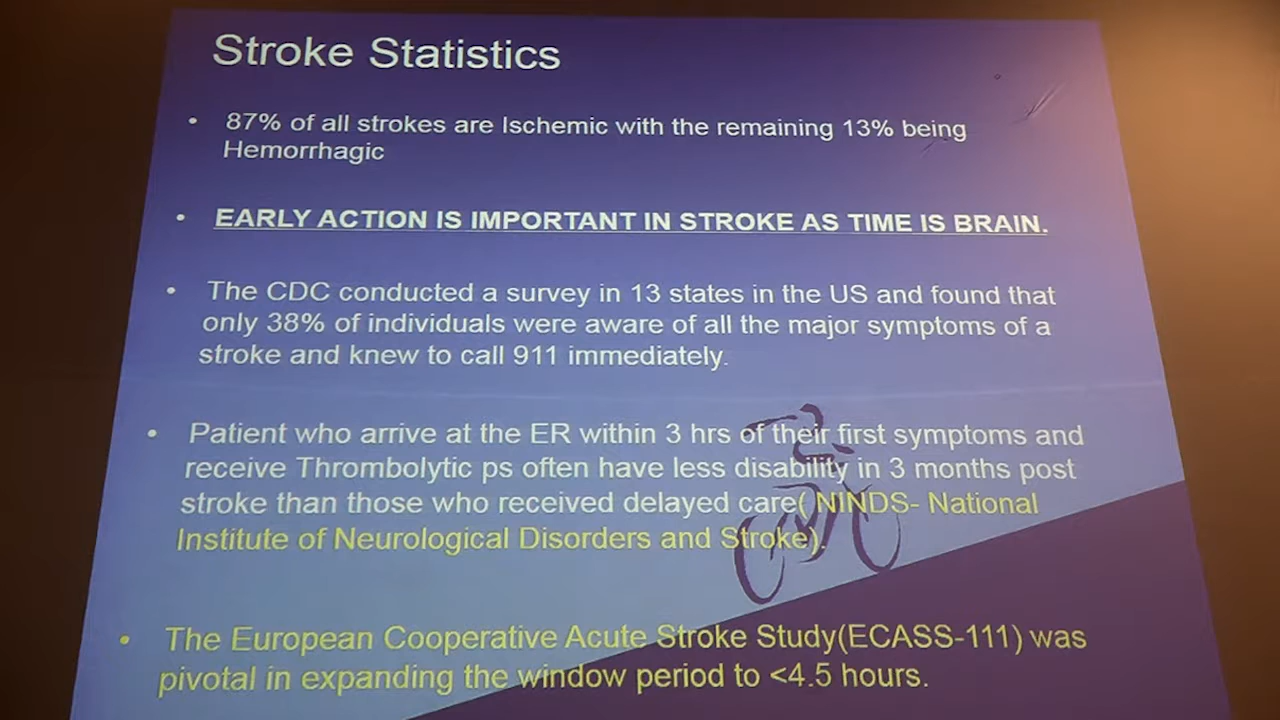 Stroke Statistics
• 87% of all strokes are Ischemic with the remaining 13% being
Hemorrhagic
• EARLY ACTION IS IMPORTANT IN STROKE AS TIME IS BRAIN.
• The CDC conducted a survey in 13 states in the US and found that
only 38% of individuals were aware of all the major symptoms of a
stroke and knew to call 911 immediately.
• Patient who arrive at the ER within 3 hrs of their first symptoms and
receive Thrombolytic ps often have less disability in 3 months post
stroke than those who received delayed care( NINDS- National
Institute of Neurological Disorders and Stroke).
• The European Cooperative Acute Stroke Study(ECASS-111) was
pivotal in expanding the window period to <4.5 hours.